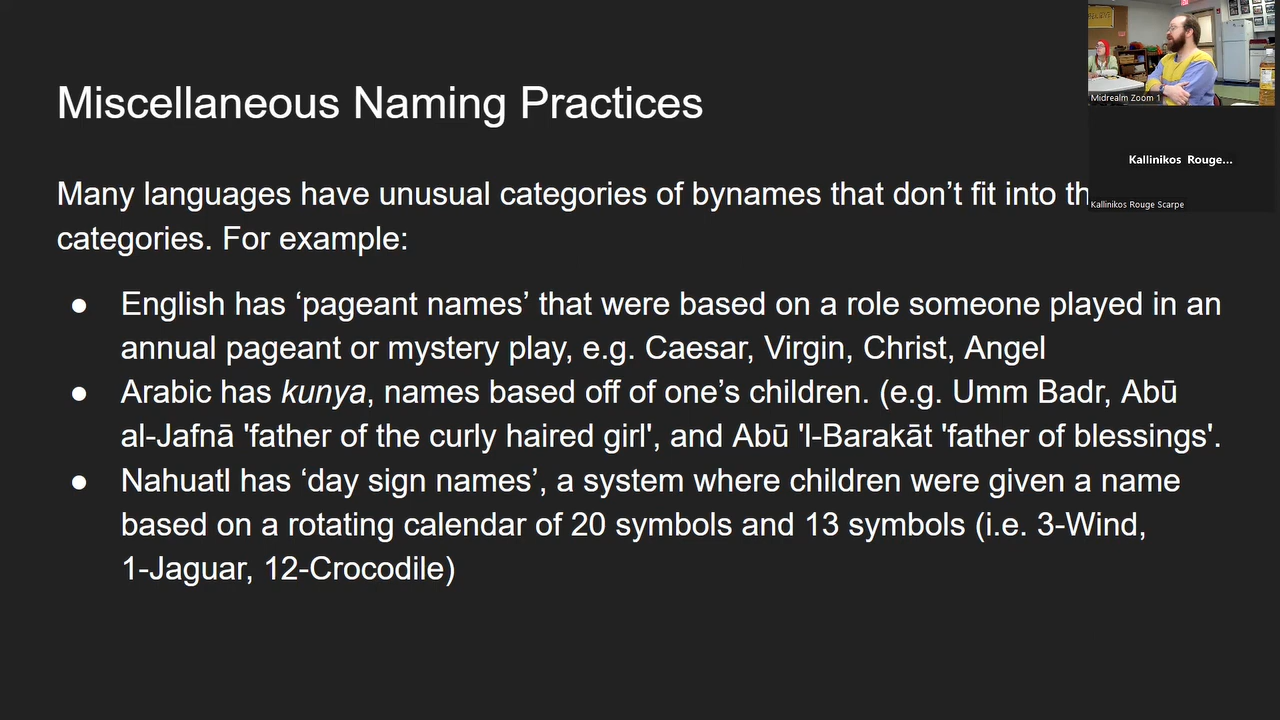 Miscellaneous Naming Practices
Many languages have unusual categories of bynames that don’t fit into
categories. For example:
● English has ‘pageant names’ that were based on a role someone played in an
annual pageant or mystery play, e.g. Caesar, Virgin, Christ, Angel
● Arabic has kunya, names based off of one’s children. (e.g. Umm Badr, Abū
al-Jafnā 'father of the curly haired girl', and Abū 'l-Barakāt 'father of blessings'.
● Nahuatl has ‘day sign names’, a system where children were given a name
based on a rotating calendar of 20 symbols and 13 symbols (i.e. 3-Wind,
1-Jaguar, 12-Crocodile)
Midrealm Zoom 1
Kallinikos Rouge...
Kallinikos Rouge Scarpe